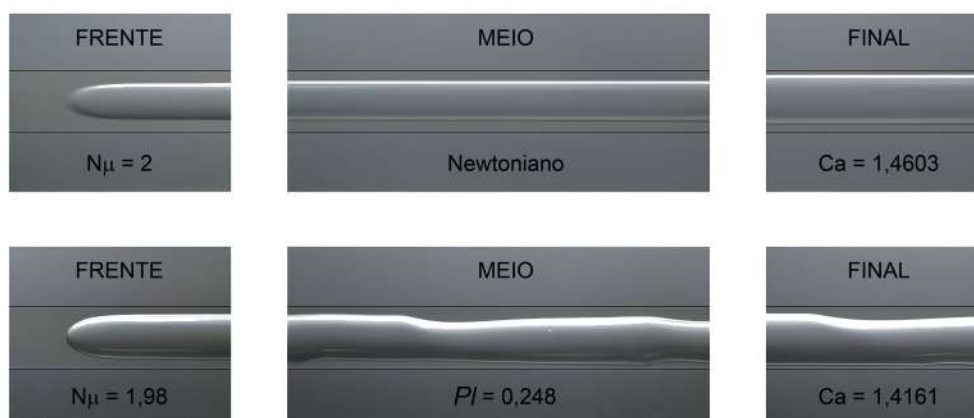 FRENTE
MEIO
FINAL
Nμ = 2
Newtoniano
Ca = 1,4603
FRENTE
MEIO
FINAL
Nμ = 1,98
Pl = 0,248
Ca = 1,4161